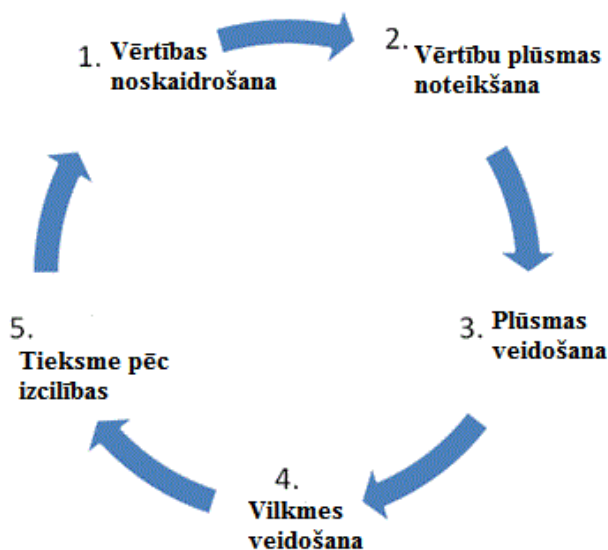 1. Vērtības
noskaidrošana
2. Vērtību plūsmas
noteikšana
3. Plūsmas
veidošana
4.
Vilkmes
veidošana
5.
Tieksme pēc
izcilības